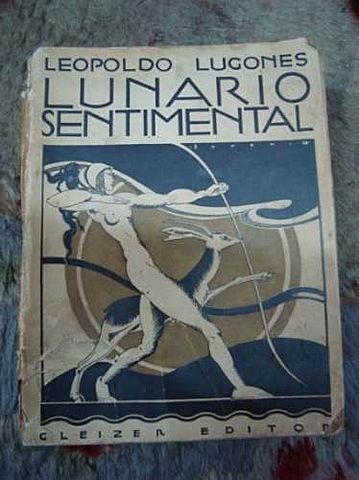 LEOPOLDO LUGONES
LUNARIO
SENTIMENTAL
GLEIZER EDITOR